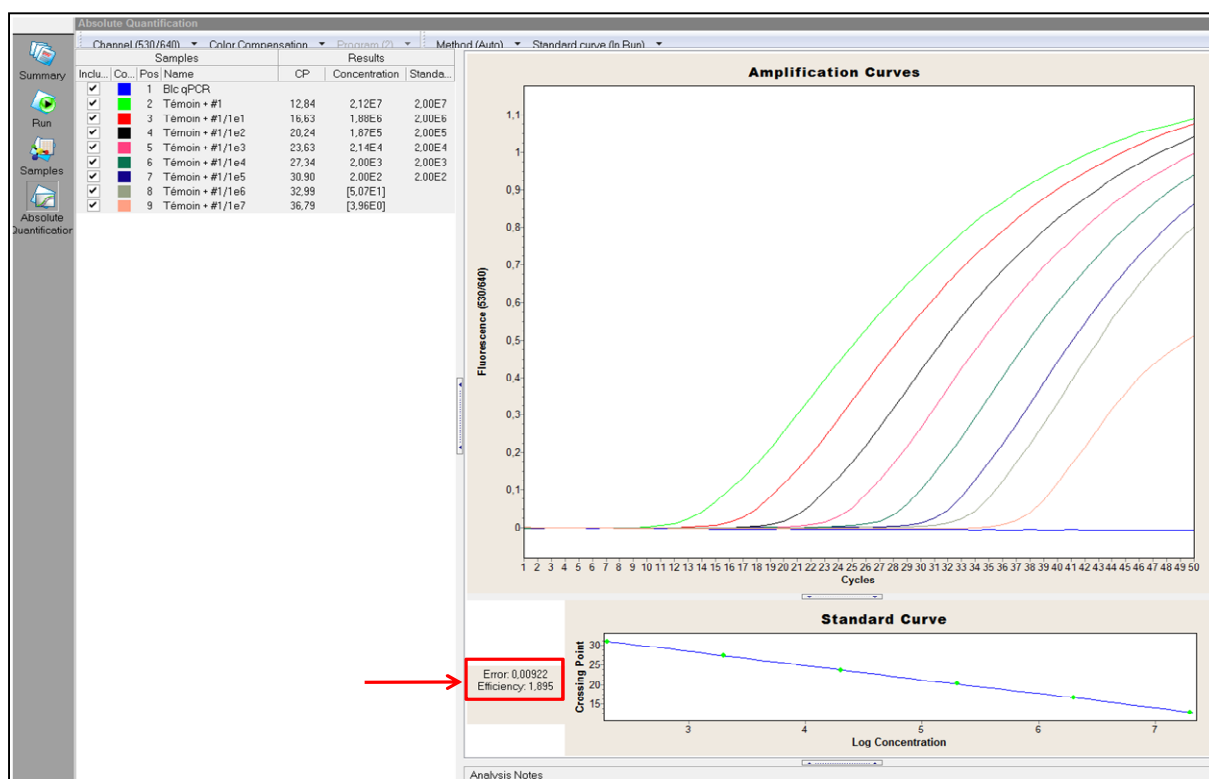 Absolute Quantification
Channel (530/640) Color Compensation Program (2) Method (Auto) Standard curve (In Run)
Summary
Run
Samples
Absolute
Quantification
Samples Results
Inclu... Co... Pos Name CP Concentration Standa...
1 Blc qPCR
2 Témoin + #1 12,84 2,12E7 2,00E7
3 Témoin + #1/1e1 16,63 1,88E6 2,00E6
4 Témoin + #1/1e2 20,24 1,87E5 2,00E5
5 Témoin + #1/1e3 23,63 2,14E4 2,00E4
6 Témoin + #1/1e4 27,34 2,00E3 2,00E3
7 Témoin + #1/1e5 30,90 2,00E2 2,00E2
8 Témoin + #1/1e6 32,99 [5,07E1]
9 Témoin + #1/1e7 36,79 [3,96E0]
Amplification Curves
Fluorescence (530/640)
1,1
1
0,9
0,8
0,7
0,6
0,5
0,4
0,3
0,2
0,1
0
1 2 3 4 5 6 7 8 9 10 11 12 13 14 15 16 17 18 19 20 21 22 23 24 25 26 27 28 29 30 31 32 33 34 35 36 37 38 39 40 41 42 43 44 45 46 47 48 49 50
Cycles
Standard Curve
Error: 0,00922
Efficiency: 1,895
Crossing Point
30
25
20
15
3 4 5 6 7
Log Concentration
Analysis Notes